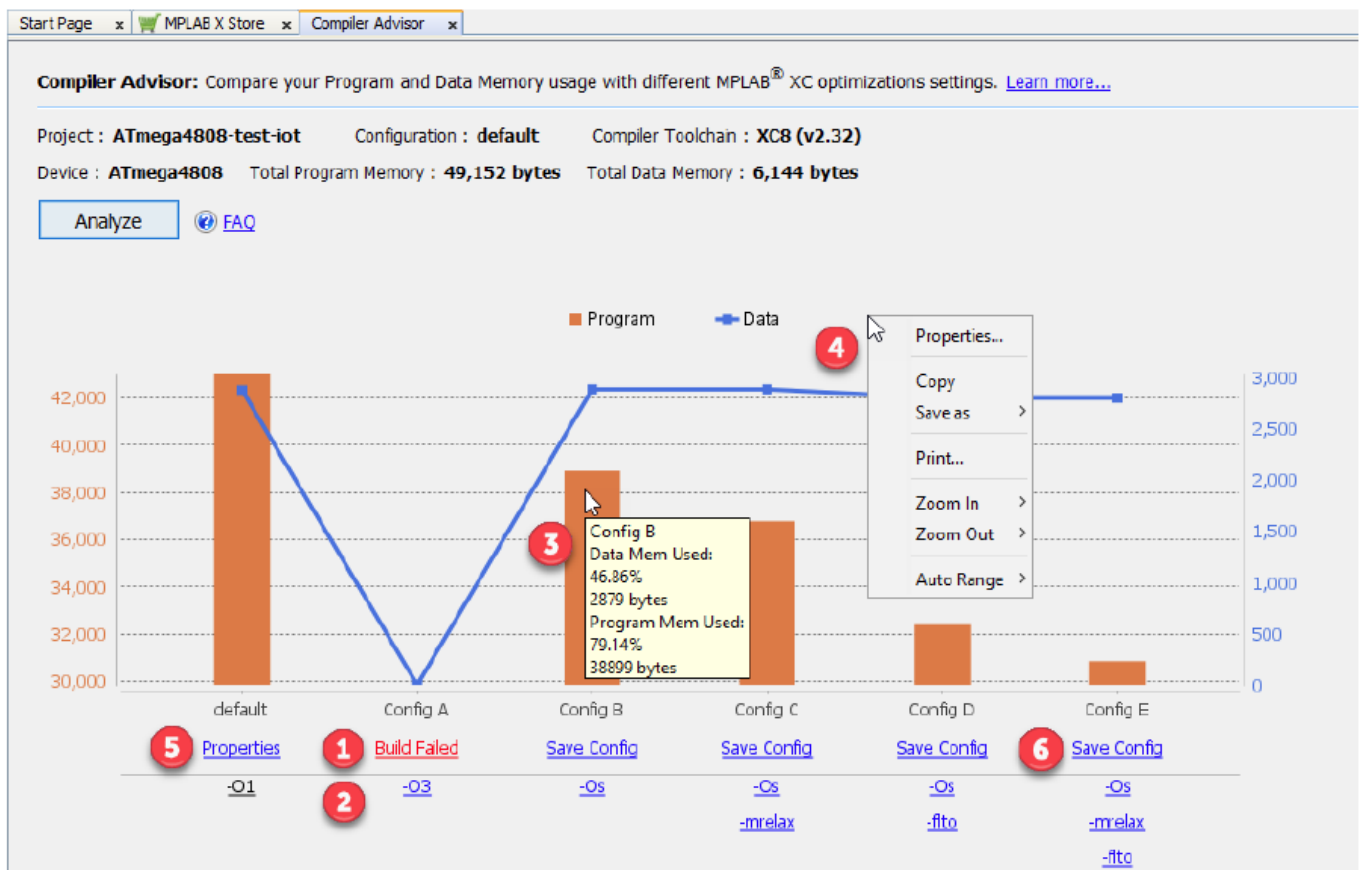 Start Page x MPLAB X Store x Compiler Advisor x
Compiler Advisor: Compare your Program and Data Memory usage with different MPLAB® XC optimizations settings. Learn more...
Project : ATmega4808-test-iot Configuration : default Compiler Toolchain : XC8 (v2.32)
Device : ATmega4808 Total Program Memory : 49,152 bytes Total Data Memory : 6,144 bytes
Analyze ? FAQ
Program Data
4
Properties...
Copy
Save as >
Print...
Zoom In >
Zoom Out >
Auto Range >
42,000
40,000
38,000
36,000
34,000
32,000
30,000
3
Config B
Data Mem Used:
46.86%
2879 bytes
Program Mem Used:
79.14%
38899 bytes
3,000
2,500
2,000
1,500
1,000
500
0
default Config A Config B Config C Config D Config E
5 Properties 1 Build Failed Save Config Save Config Save Config 6 Save Config
-O1 2 -O3 -Os -Os -Os -Os
-mrelax -flto -mrelax
-flto